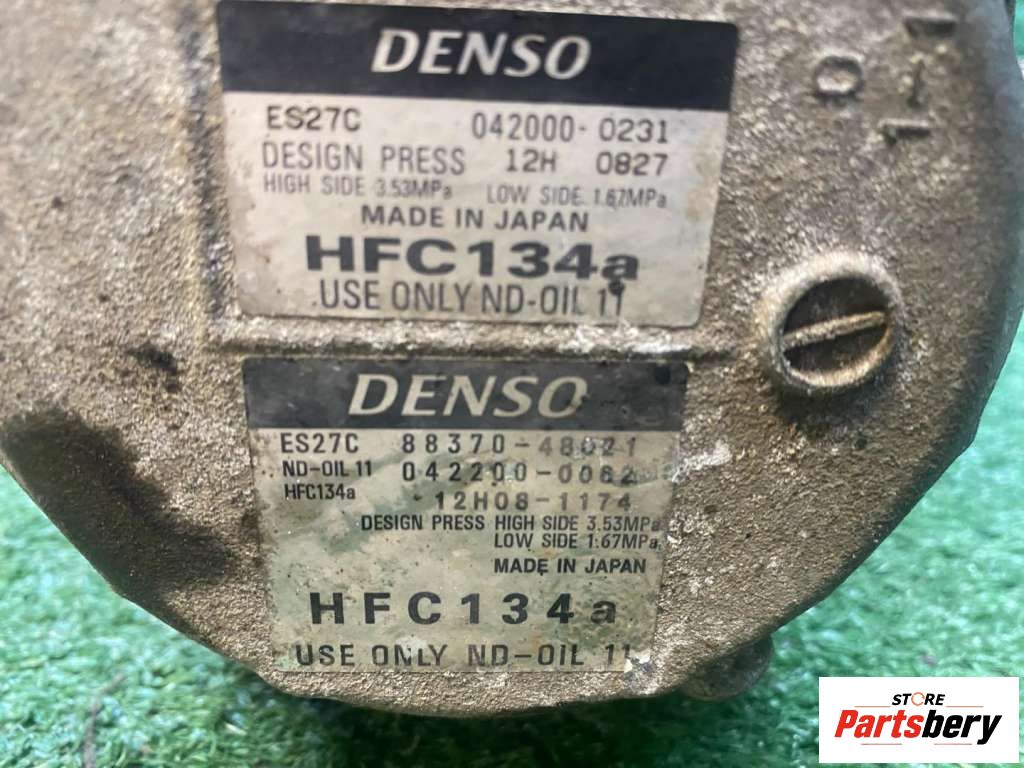 DENSO
ES27C 042000-0231
DESIGN PRESS 12H 0827
HIGH SIDE 3.53MPa LOW SIDE 1.67MPa
MADE IN JAPAN
HFC134a
USE ONLY ND-OIL 11
DENSO
ES27C 88370-48021
ND-OIL 11 042200-0062
HFC134a 12H08-1174
DESIGN PRESS HIGH SIDE 3.53MPa
LOW SIDE 1.67MPa
MADE IN JAPAN
HFC134a
USE ONLY ND-OIL 11
STORE
Partsbery